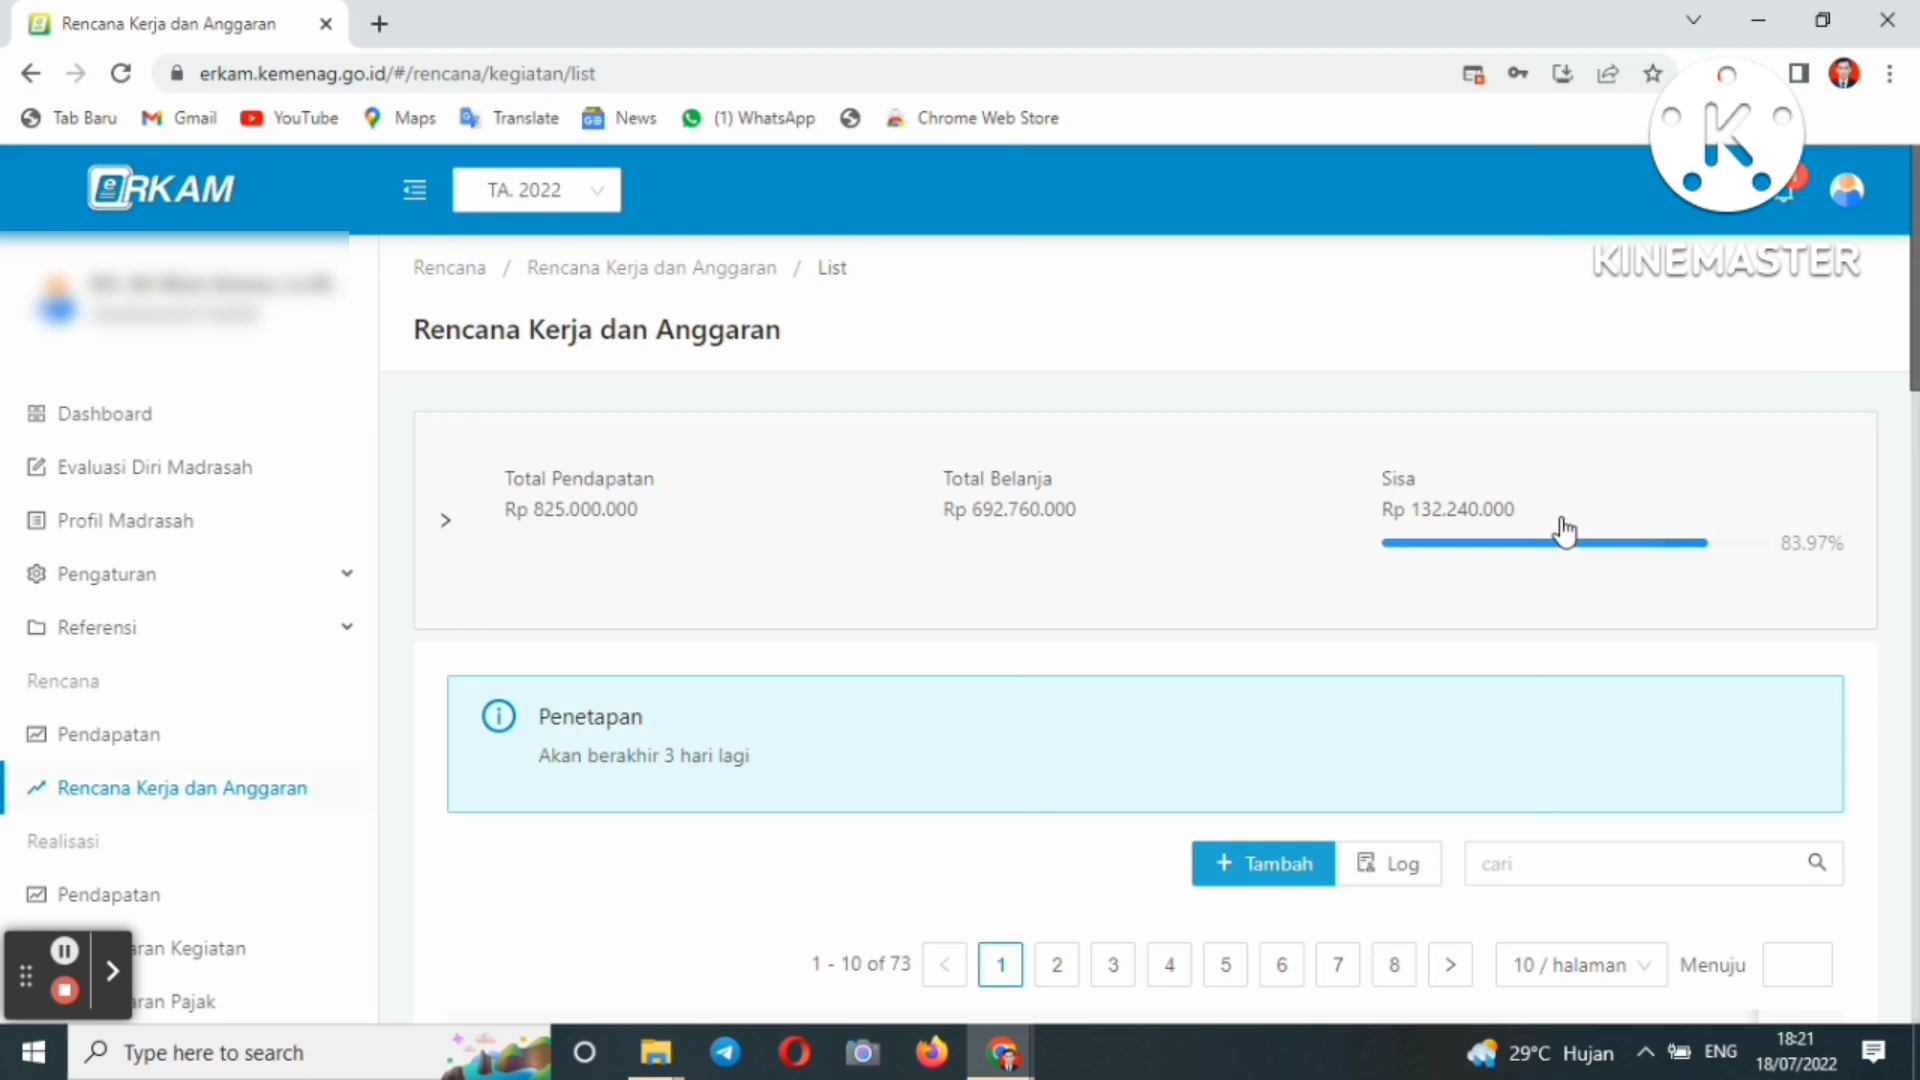 Rencana Kerja dan Anggaran
erkam.kemenag.go.id/#/rencana/kegiatan/list
Tab Baru Gmail YouTube Maps Translate News (1) WhatsApp Chrome Web Store
K
KINEMASTER
eRKAM TA. 2022
Rencana / Rencana Kerja dan Anggaran / List
Rencana Kerja dan Anggaran
Dashboard
Evaluasi Diri Madrasah
Profil Madrasah
Pengaturan
Referensi
Rencana
Pendapatan
Rencana Kerja dan Anggaran
Realisasi
Pendapatan
aran Kegiatan
aran Pajak
Total Pendapatan
Rp 825.000.000
Total Belanja
Rp 692.760.000
Sisa
Rp 132.240.000
83.97%
Penetapan
Akan berakhir 3 hari lagi
+ Tambah Log cari
1 - 10 of 73 < 1 2 3 4 5 6 7 8 > 10 / halaman Menuju
Type here to search
29°C Hujan ENG
18:21
18/07/2022